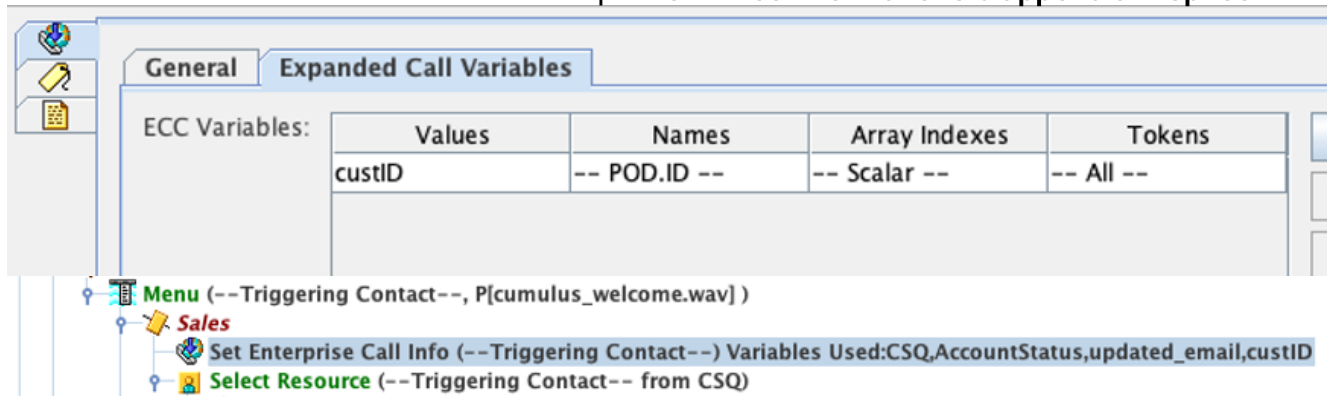 General Expanded Call Variables
ECC Variables: Values Names Array Indexes Tokens
custID -- POD.ID -- -- Scalar -- -- All --
Menu (--Triggering Contact--, P[cumulus_welcome.wav] )
Sales
Set Enterprise Call Info (--Triggering Contact--) Variables Used:CSQ,AccountStatus,updated_email,custID
Select Resource (--Triggering Contact-- from CSQ)